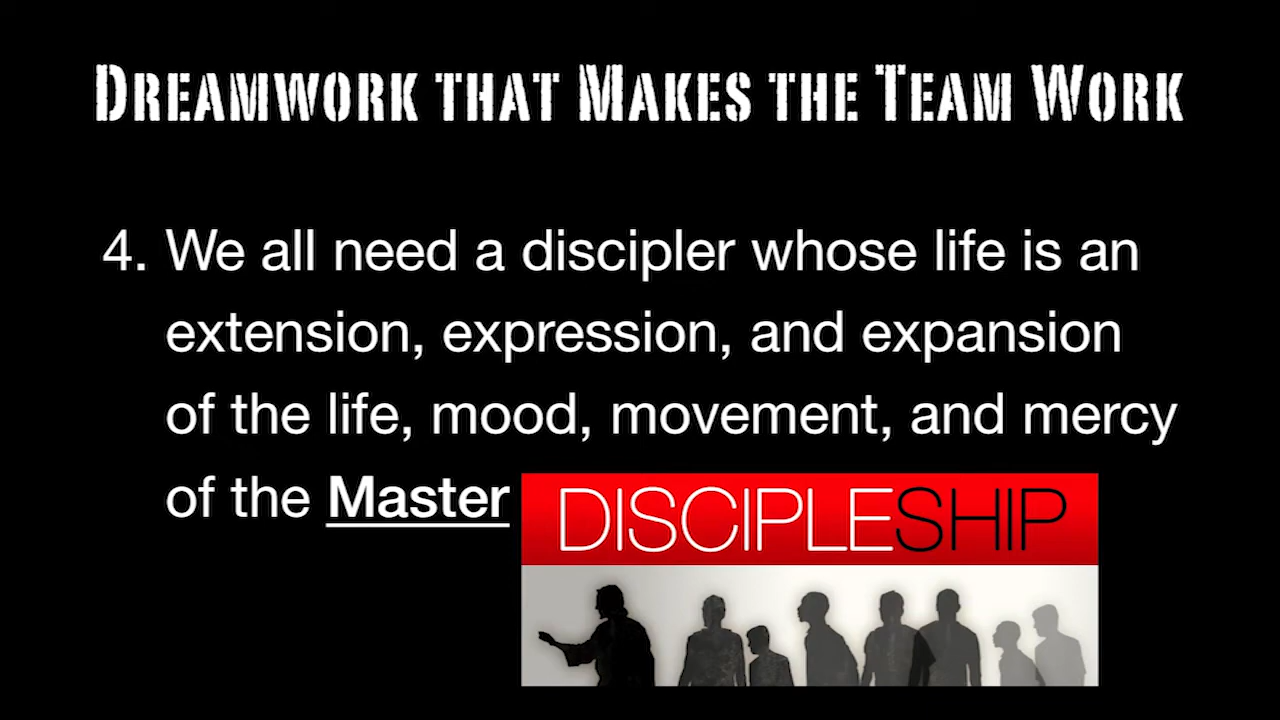 Dreamwork that Makes the Team Work
4. We all need a discipler whose life is an
extension, expression, and expansion
of the life, mood, movement, and mercy
of the Master
DISCIPLESHIP